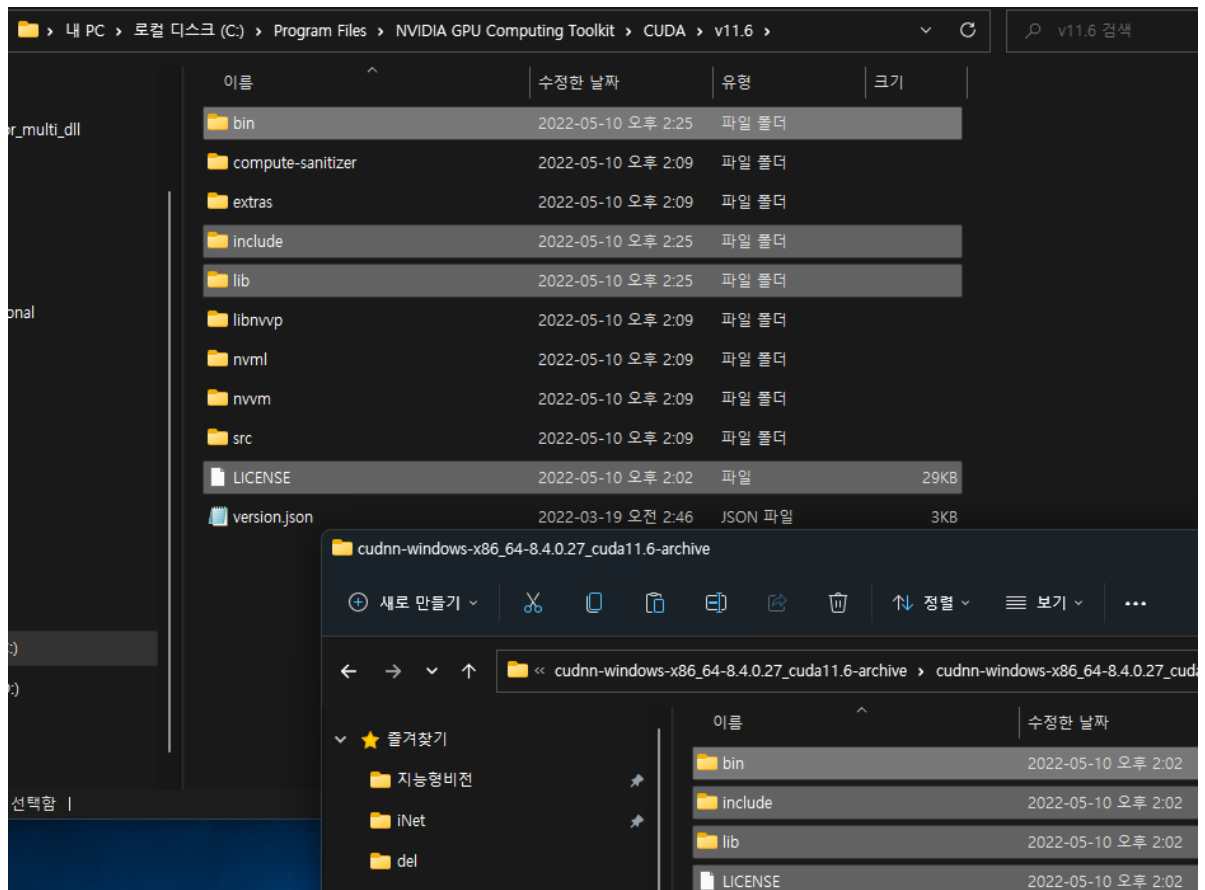 내 PC › 로컬 디스크 (C:) › Program Files › NVIDIA GPU Computing Toolkit › CUDA › v11.6 › v11.6 검색
이름 수정한 날짜 유형 크기
or_multi_dll
bin 2022-05-10 오후 2:25 파일 폴더
compute-sanitizer 2022-05-10 오후 2:09 파일 폴더
extras 2022-05-10 오후 2:09 파일 폴더
include 2022-05-10 오후 2:25 파일 폴더
lib 2022-05-10 오후 2:25 파일 폴더
onal
libnvvp 2022-05-10 오후 2:09 파일 폴더
nvml 2022-05-10 오후 2:09 파일 폴더
nvvm 2022-05-10 오후 2:09 파일 폴더
src 2022-05-10 오후 2:09 파일 폴더
LICENSE 2022-05-10 오후 2:02 파일 29KB
version.json 2022-03-19 오전 2:46 JSON 파일 3KB
cudnn-windows-x86_64-8.4.0.27_cuda11.6-archive
새로 만들기 정렬 보기
:)
« cudnn-windows-x86_64-8.4.0.27_cuda11.6-archive › cudnn-windows-x86_64-8.4.0.27_cuda
:)
이름 수정한 날짜
즐겨찾기
bin 2022-05-10 오후 2:02
지능형비전
include 2022-05-10 오후 2:02
선택함
iNet
lib 2022-05-10 오후 2:02
del
LICENSE 2022-05-10 오후 2:02